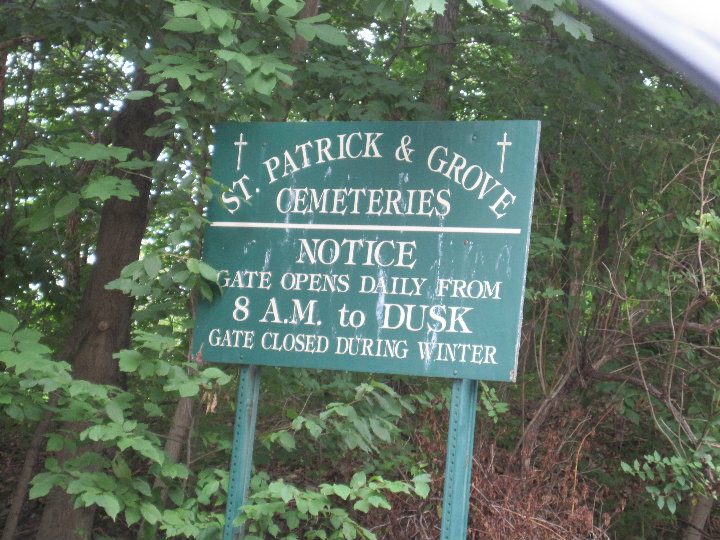 ST. PATRICK & GROVE
CEMETERIES
NOTICE
GATE OPENS DAILY FROM
8 A.M. to DUSK
GATE CLOSED DURING WINTER